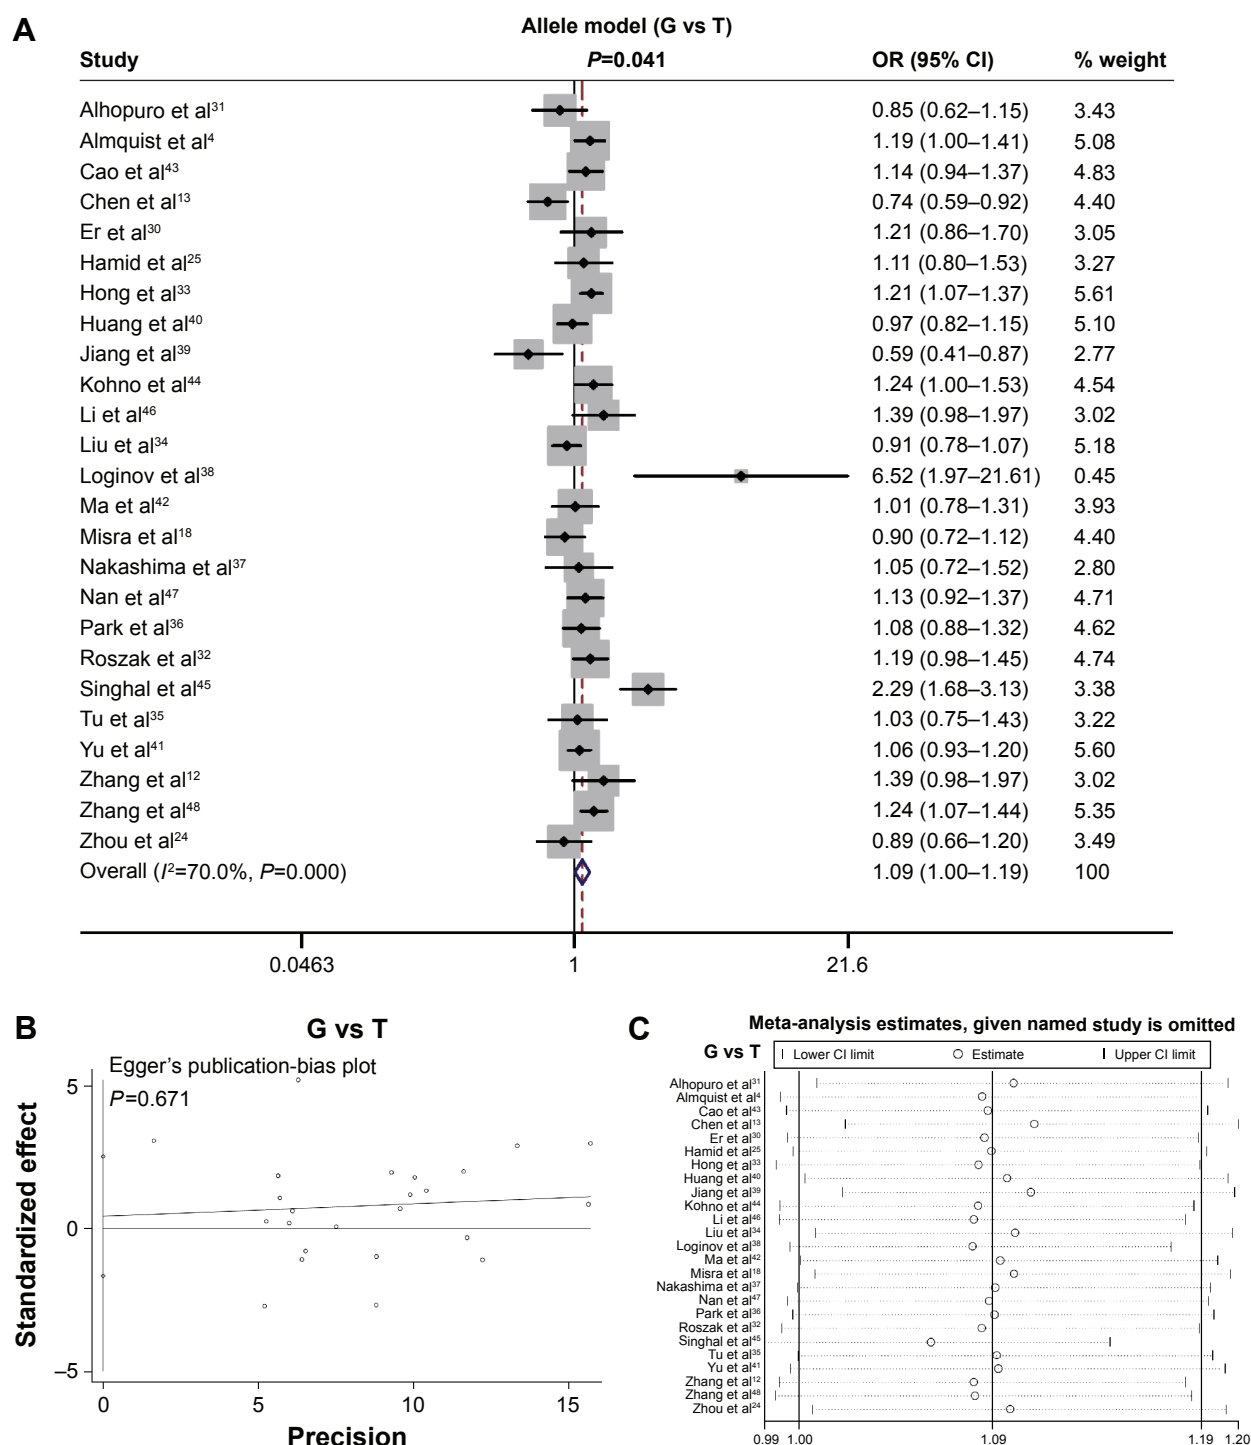 A
Allele model (G vs T)
Study P=0.041 OR (95% CI) % weight
Alhopuro et al31 0.85 (0.62–1.15) 3.43
Almquist et al4 1.19 (1.00–1.41) 5.08
Cao et al43 1.14 (0.94–1.37) 4.83
Chen et al13 0.74 (0.59–0.92) 4.40
Er et al30 1.21 (0.86–1.70) 3.05
Hamid et al25 1.11 (0.80–1.53) 3.27
Hong et al33 1.21 (1.07–1.37) 5.61
Huang et al40 0.97 (0.82–1.15) 5.10
Jiang et al39 0.59 (0.41–0.87) 2.77
Kohno et al44 1.24 (1.00–1.53) 4.54
Li et al46 1.39 (0.98–1.97) 3.02
Liu et al34 0.91 (0.78–1.07) 5.18
Loginov et al38 6.52 (1.97–21.61) 0.45
Ma et al42 1.01 (0.78–1.31) 3.93
Misra et al18 0.90 (0.72–1.12) 4.40
Nakashima et al37 1.05 (0.72–1.52) 2.80
Nan et al47 1.13 (0.92–1.37) 4.71
Park et al36 1.08 (0.88–1.32) 4.62
Roszak et al32 1.19 (0.98–1.45) 4.74
Singhal et al45 2.29 (1.68–3.13) 3.38
Tu et al35 1.03 (0.75–1.43) 3.22
Yu et al41 1.06 (0.93–1.20) 5.60
Zhang et al12 1.39 (0.98–1.97) 3.02
Zhang et al48 1.24 (1.07–1.44) 5.35
Zhou et al24 0.89 (0.66–1.20) 3.49
Overall (I2=70.0%, P=0.000) 1.09 (1.00–1.19) 100
0.0463 1 21.6
B
G vs T
Egger's publication-bias plot
P=0.671
Standardized effect
5
0
–5
0 5 10 15
Precision
C
Meta-analysis estimates, given named study is omitted
G vs T
Lower CI limit Estimate Upper CI limit
Alhopuro et al31
Almquist et al4
Cao et al43
Chen et al13
Er et al30
Hamid et al25
Hong et al33
Huang et al40
Jiang et al39
Kohno et al44
Li et al46
Liu et al34
Loginov et al38
Ma et al42
Misra et al18
Nakashima et al37
Nan et al47
Park et al36
Roszak et al32
Singhal et al45
Tu et al35
Yu et al41
Zhang et al12
Zhang et al48
Zhou et al24
0.99 1.00 1.09 1.19 1.20